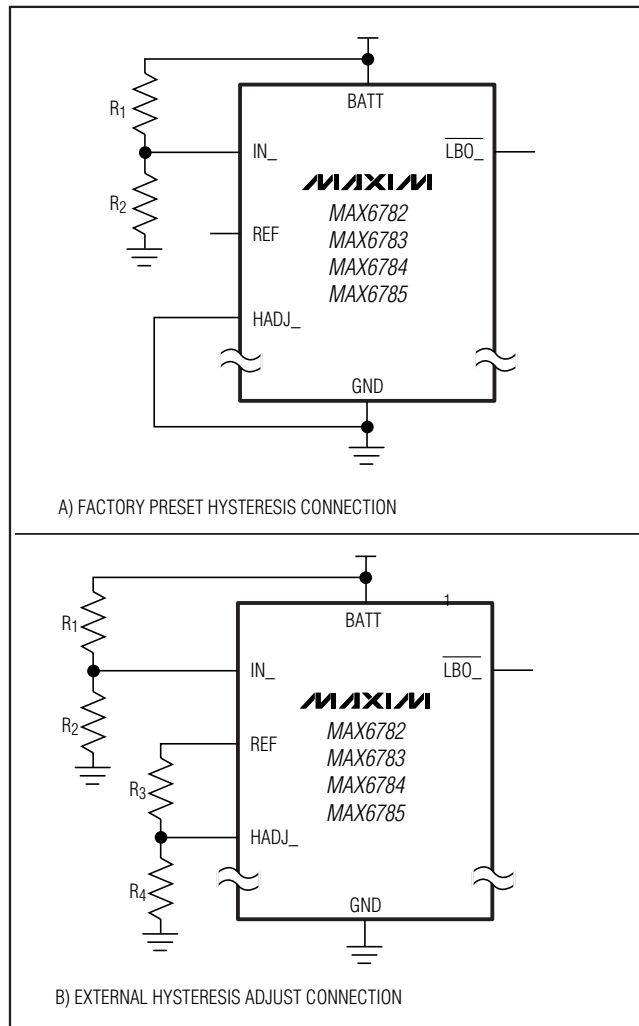 BATT
R1
IN_
LBO_
MAXIM
R2
MAX6782
REF
MAX6783
MAX6784
MAX6785
HADJ_
GND
A) FACTORY PRESET HYSTERESIS CONNECTION
1
BATT
R1
IN_
LBO_
MAXIM
R2
MAX6782
REF
MAX6783
R3
MAX6784
MAX6785
HADJ_
R4
GND
B) EXTERNAL HYSTERESIS ADJUST CONNECTION